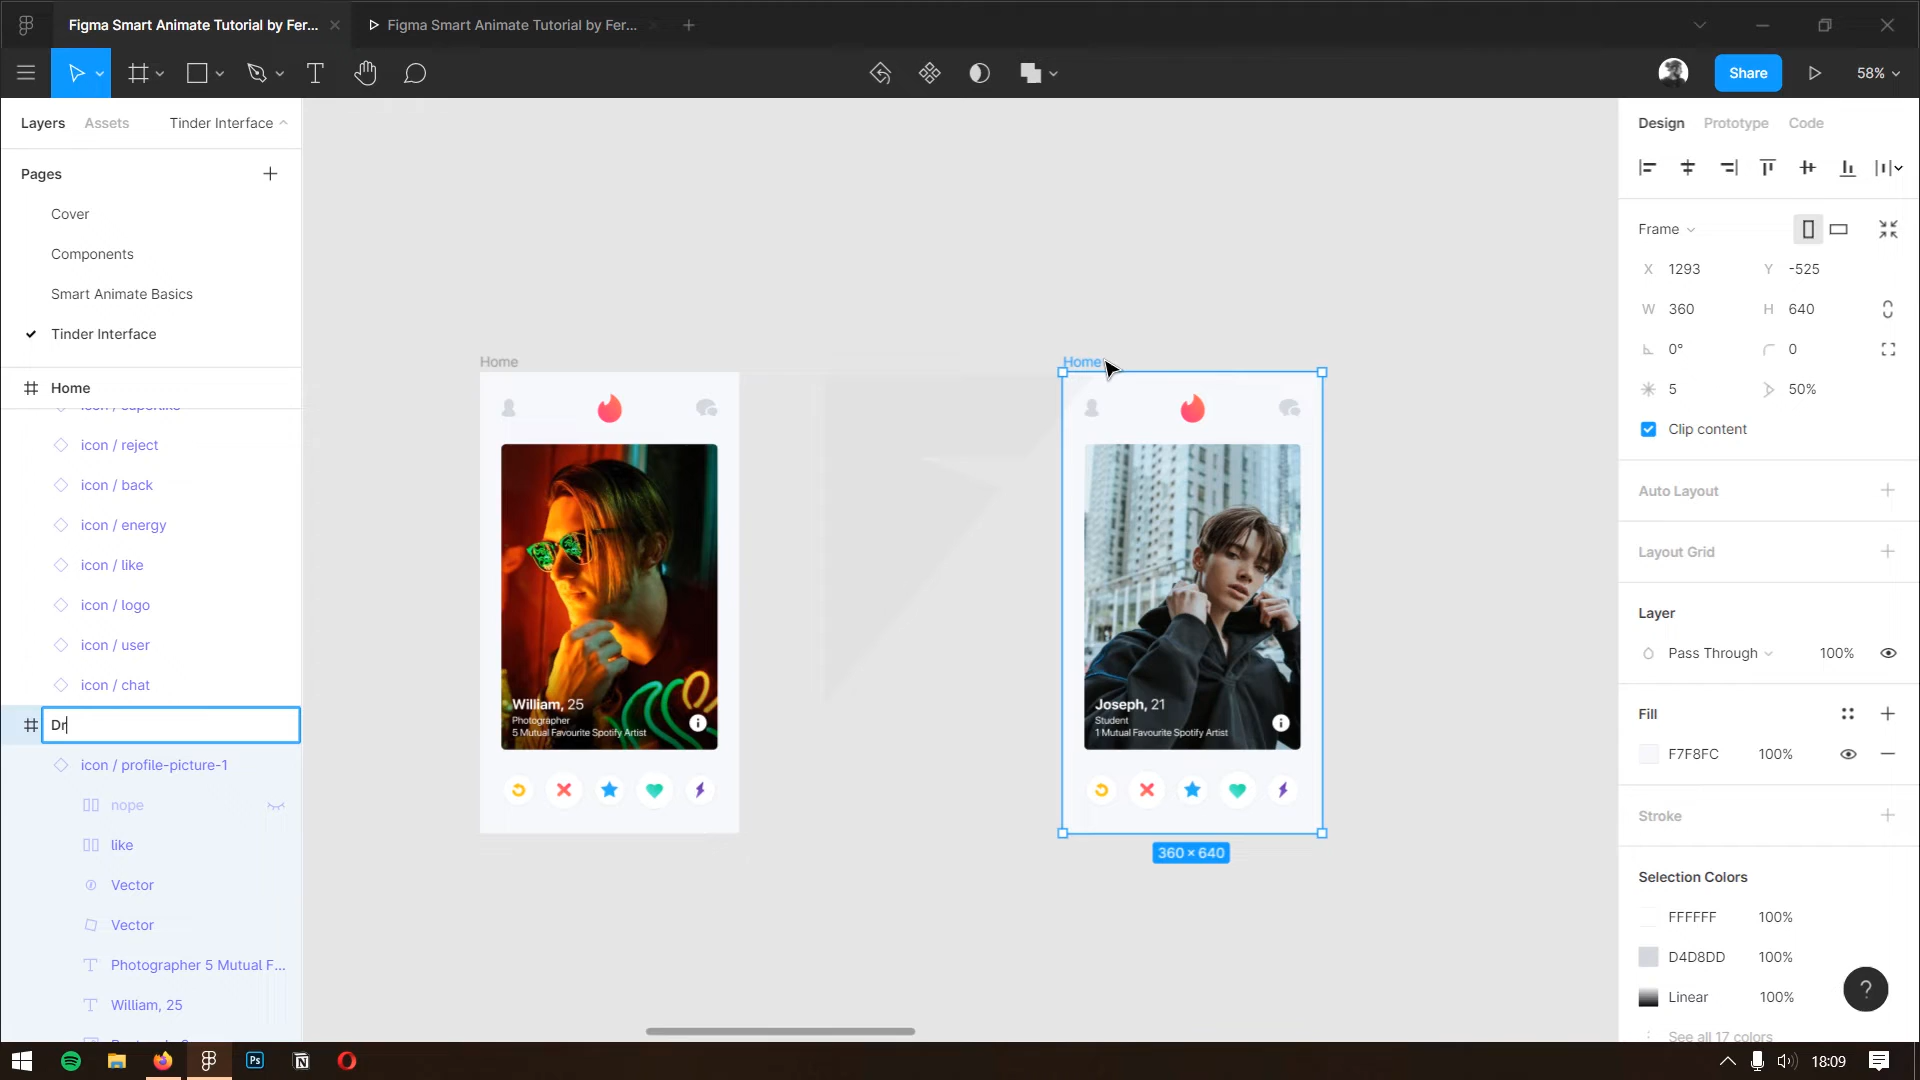 Figma Smart Animate Tutorial by Fer...
Figma Smart Animate Tutorial by Fer...
Share
58%
Layers
Assets
Tinder Interface
Pages
Cover
Components
Smart Animate Basics
Tinder Interface
Home
icon / superlike
icon / reject
icon / back
icon / energy
icon / like
icon / logo
icon / user
icon / chat
Dr
icon / profile-picture-1
nope
like
Vector
Vector
Photographer 5 Mutual F...
William, 25
Home
William, 25
Photographer
5 Mutual Favourite Spotify Artist
Home
Joseph, 21
Student
1 Mutual Favourite Spotify Artist
360 × 640
Design
Prototype
Code
Frame
X 1293
Y -525
W 360
H 640
0°
0
5
50%
Clip content
Auto Layout
Layout Grid
Layer
Pass Through
100%
Fill
F7F8FC 100%
Stroke
Selection Colors
FFFFFF 100%
D4D8DD 100%
Linear 100%
See all 17 colors
?
Ps
18:09